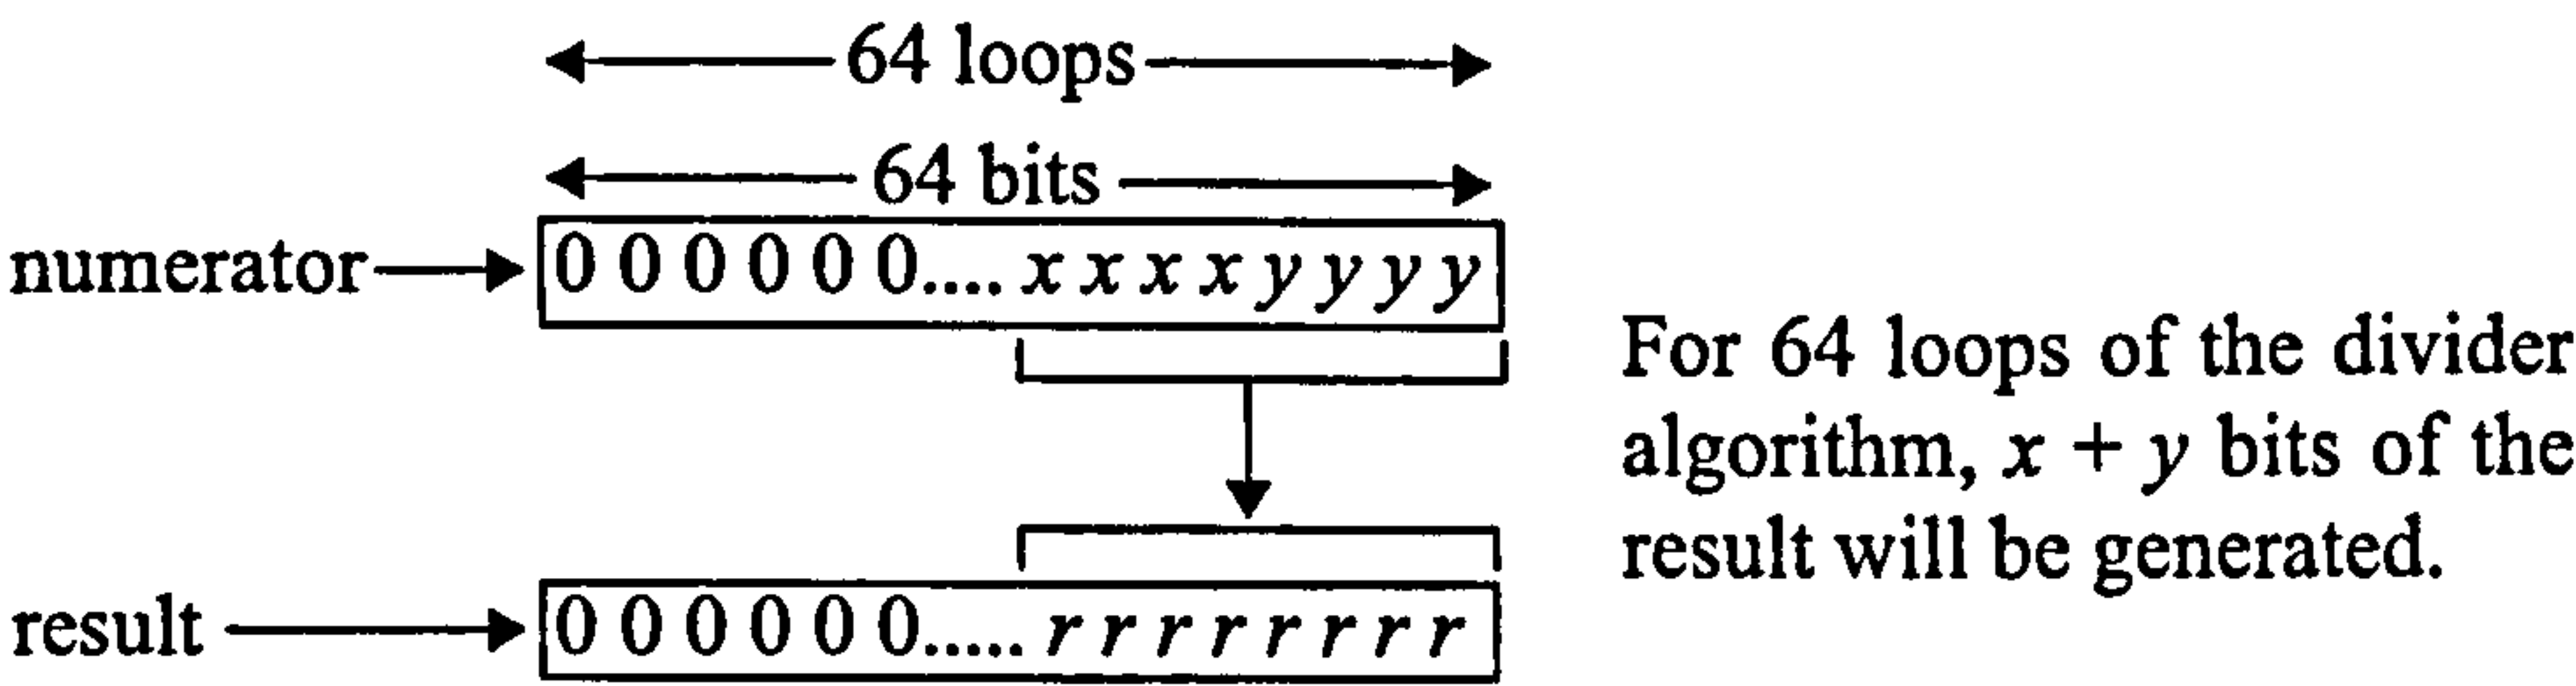 64 loops
64 bits
numerator
0 0 0 0 0 0.... x x x x y y y y
For 64 loops of the divider
algorithm, x + y bits of the
result will be generated.
result
0 0 0 0 0 0..... r r r r r r r r